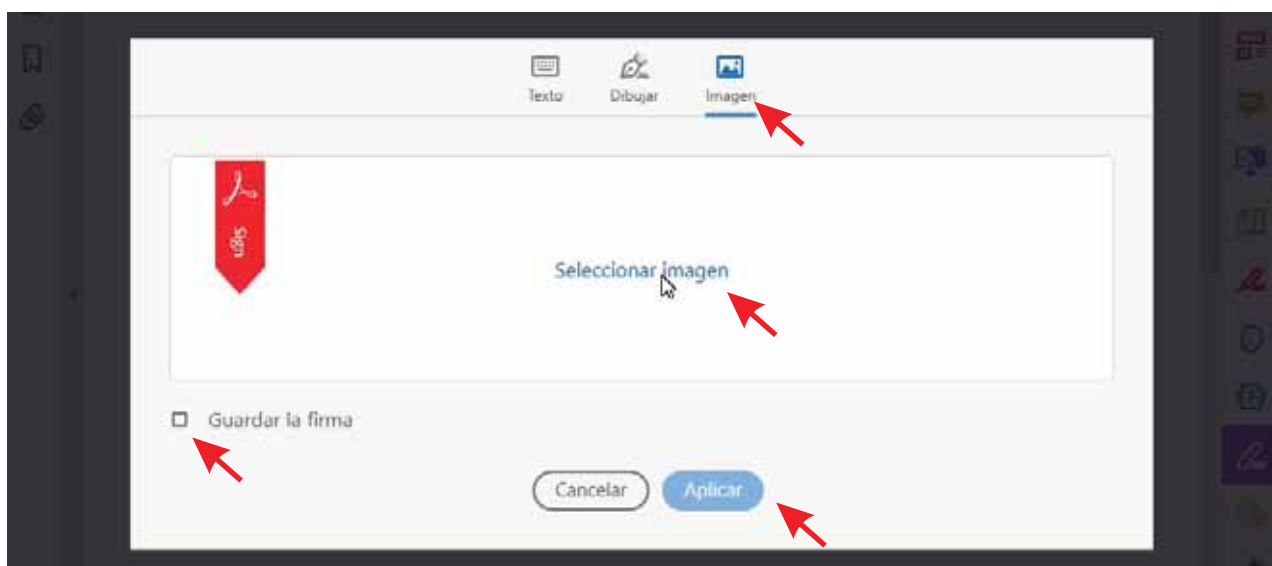 Texto Dibujar Imagen
Sign
Seleccionar imagen
Guardar la firma
Cancelar Aplicar